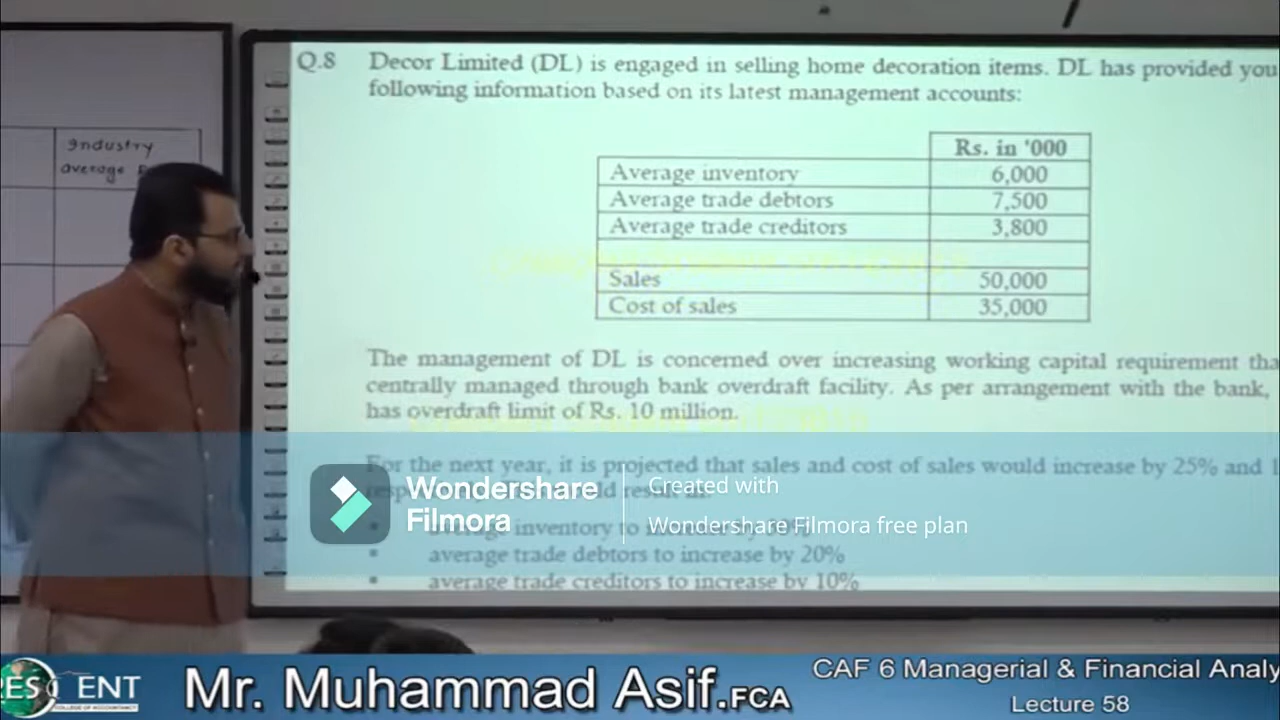 Industry
average
Q.8 Decor Limited (DL) is engaged in selling home decoration items. DL has provided you
following information based on its latest management accounts:
Rs. in '000
Average inventory 6,000
Average trade debtors 7,500
Average trade creditors 3,800
Sales 50,000
Cost of sales 35,000
The management of DL is concerned over increasing working capital requirement tha
centrally managed through bank overdraft facility. As per arrangement with the bank,
has overdraft limit of Rs. 10 million.
For the next year, it is projected that sales and cost of sales would increase by 25% and 1
Wondershare
Filmora
Created with
Wondershare Filmora free plan
average inventory to
• average trade debtors to increase by 20%
• average trade creditors to increase by 10%
ENT
COLLEGE OF ACCOUNTANCY
Mr. Muhammad Asif.FCA
CAF 6 Managerial & Financial Analy
Lecture 58